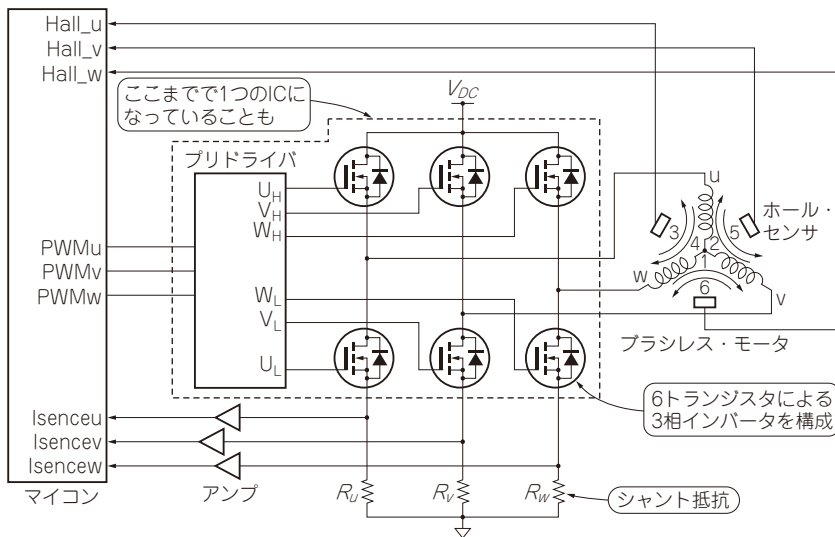 Hall_u
Hall_v
Hall_w
ここまでで1つのICに
なっていることも
VDC
プリドライバ
UH
VH
WH
PWMu
PWMv
PWMw
WL
VL
UL
u
ホール・
センサ
3
5
4
2
1
w
6
v
ブラシレス・モータ
6トランジスタによる
3相インバータを構成
Isenceu
Isencev
Isencew
マイコン
アンプ
RU
RV
RW
シャント抵抗